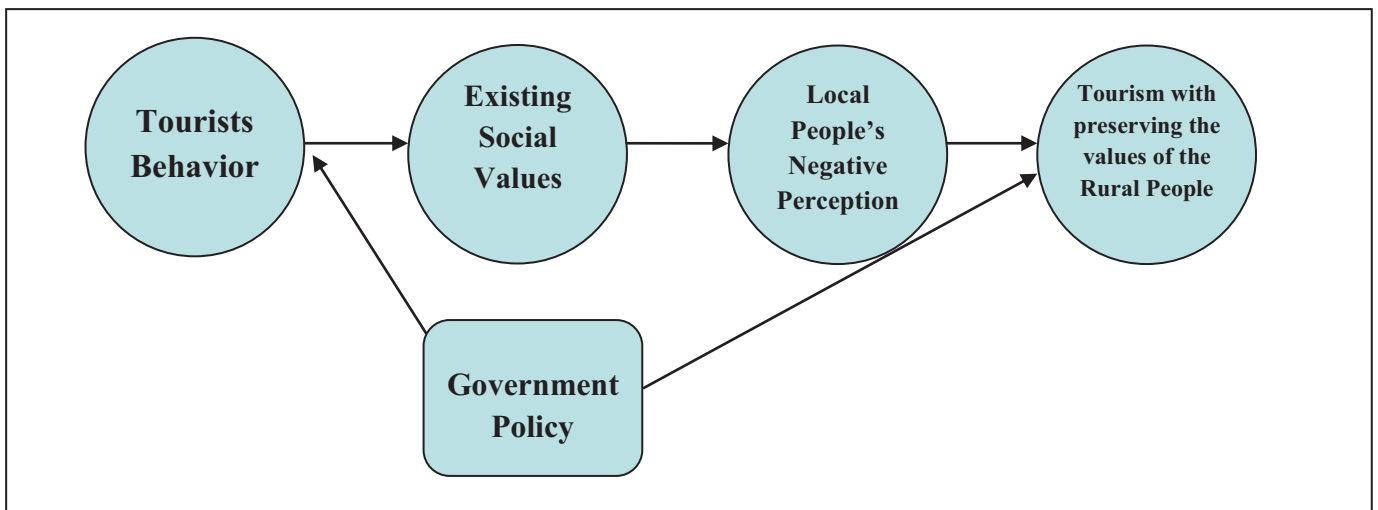 Tourists
Behavior
Existing
Social
Values
Local
People’s
Negative
Perception
Tourism with
preserving the
values of the
Rural People
Government
Policy